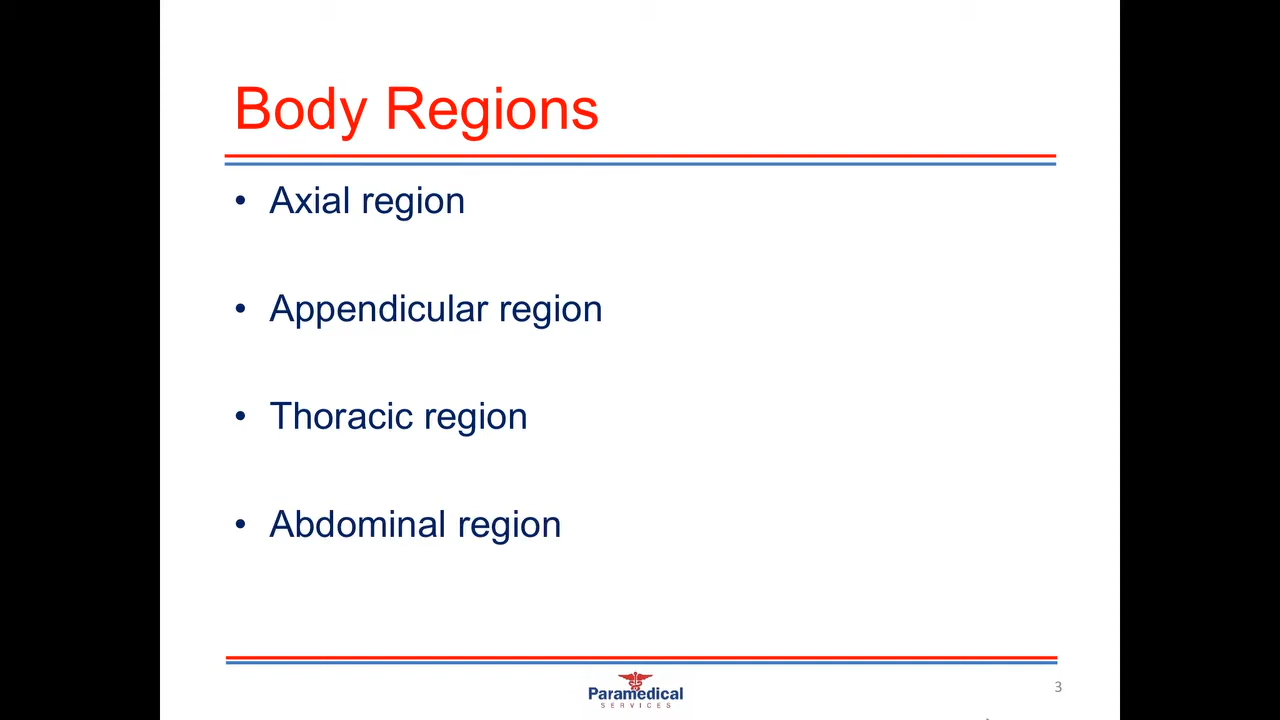 Body Regions
• Axial region
• Appendicular region
• Thoracic region
• Abdominal region
Paramedical
SERVICES
3